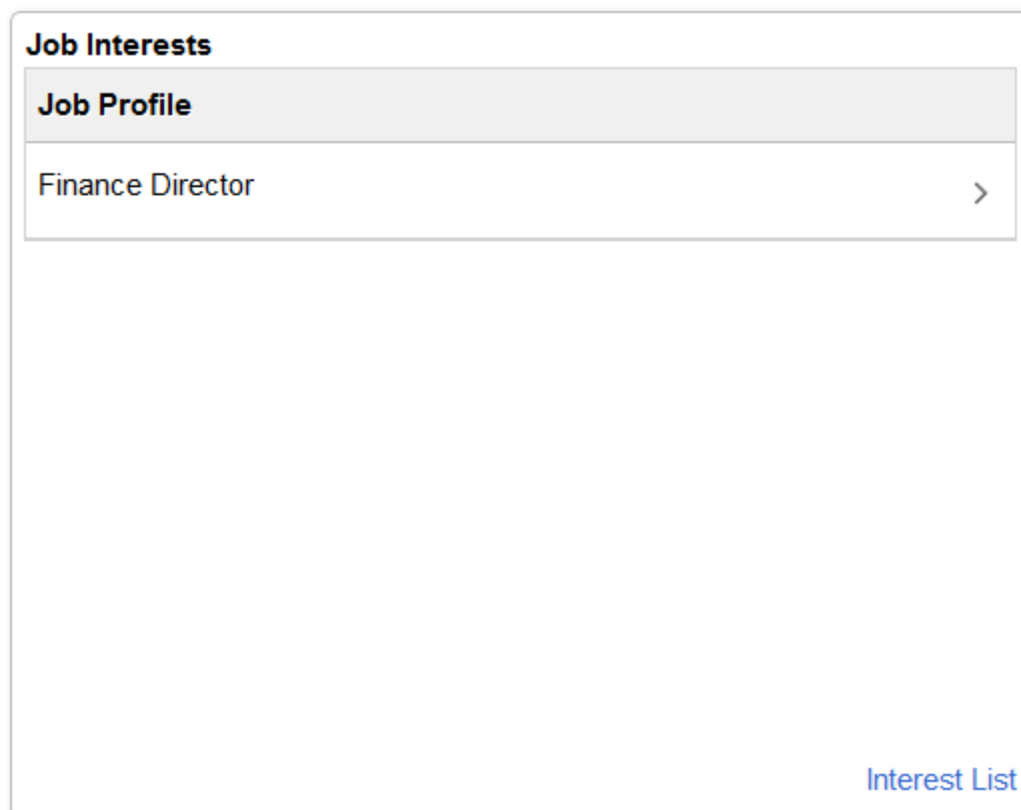 Job Interests
Job Profile
Finance Director
Interest List